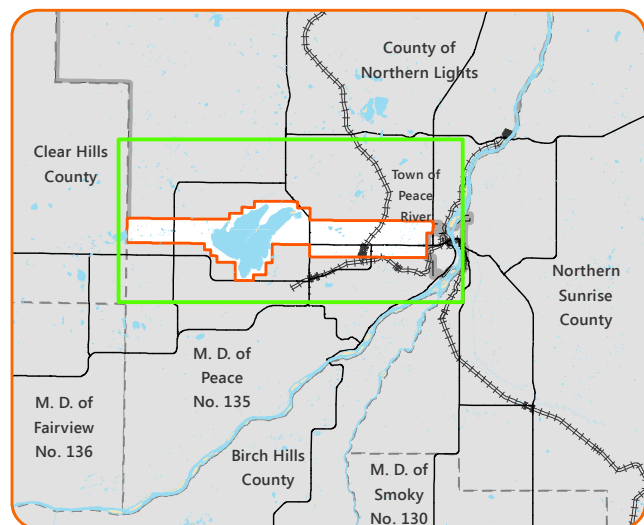 County of
Northern Lights
Clear Hills
County
Town of
Peace
River
Northern
Sunrise
County
M. D. of
Peace
No. 135
M. D. of
Fairview
No. 136
Birch Hills
County
M. D. of
Smoky
No. 130